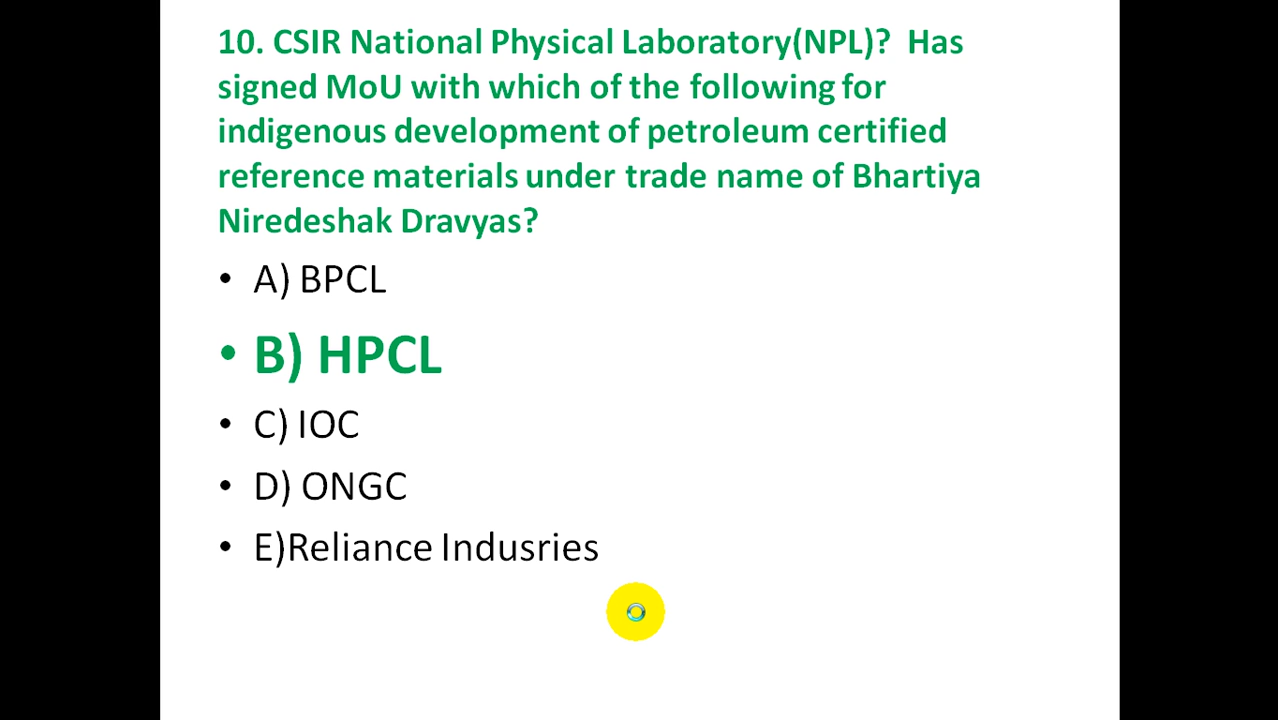 10. CSIR National Physical Laboratory(NPL)? Has
signed MoU with which of the following for
indigenous development of petroleum certified
reference materials under trade name of Bhartiya
Niredeshak Dravyas?
• A) BPCL
• B) HPCL
• C) IOC
• D) ONGC
• E)Reliance Indusries